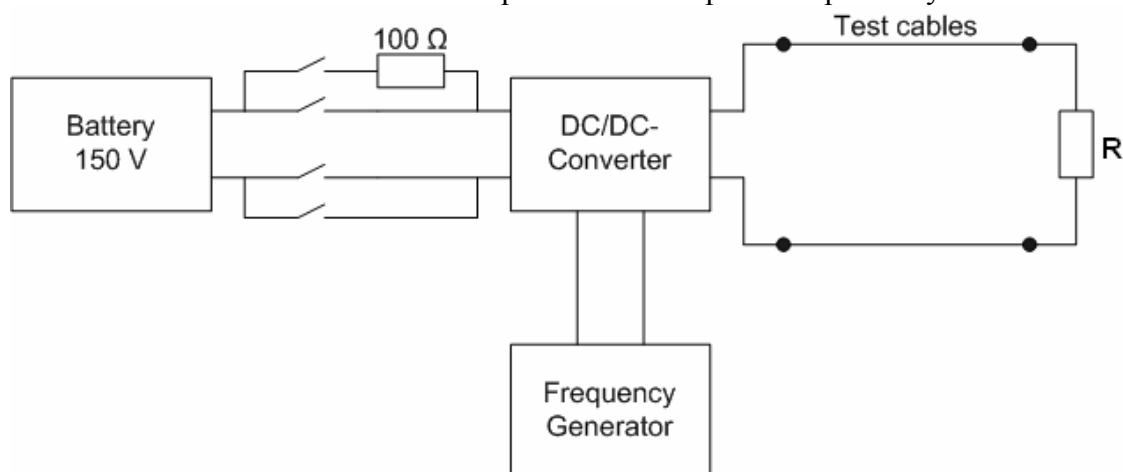 100 Ω
Test cables
Battery
150 V
DC/DC-
Converter
R
Frequency
Generator